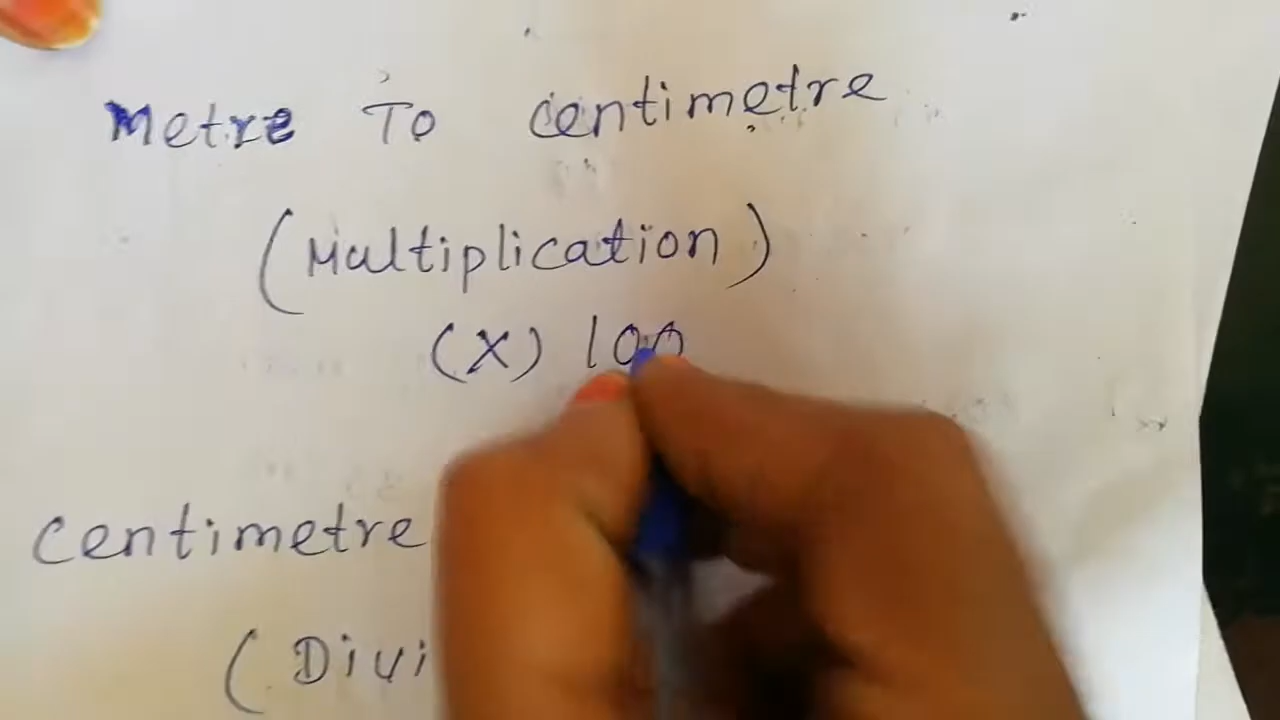 Metre To centimetre
(Multiplication)
(X) 100
centimetre
(Divi